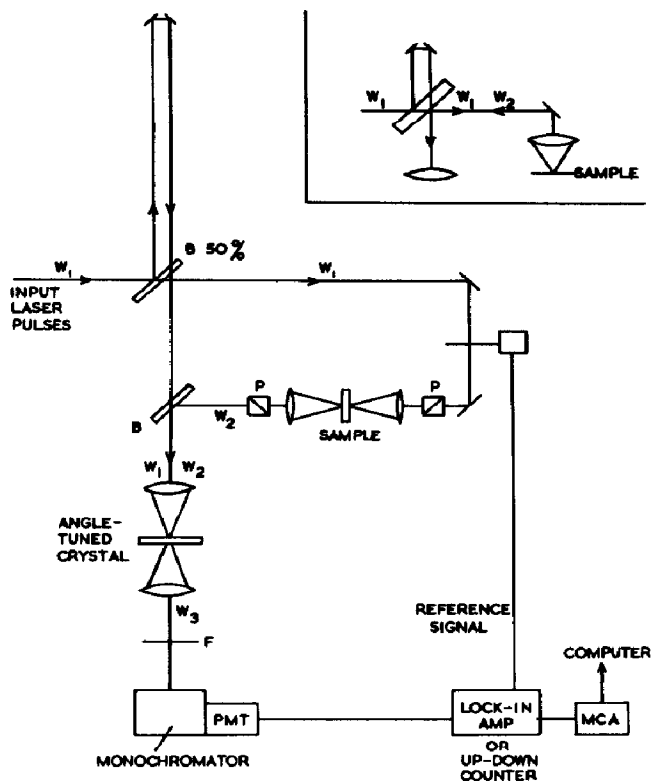 W1
W1
W2
SAMPLE
B 50%
W1
W1
INPUT
LASER
PULSES
P
P
B
W2
SAMPLE
W1
W2
ANGLE-
TUNED
CRYSTAL
W3
F
REFERENCE
SIGNAL
COMPUTER
PMT
LOCK-IN
AMP
MCA
MONOCHROMATOR
OR
UP-DOWN
COUNTER